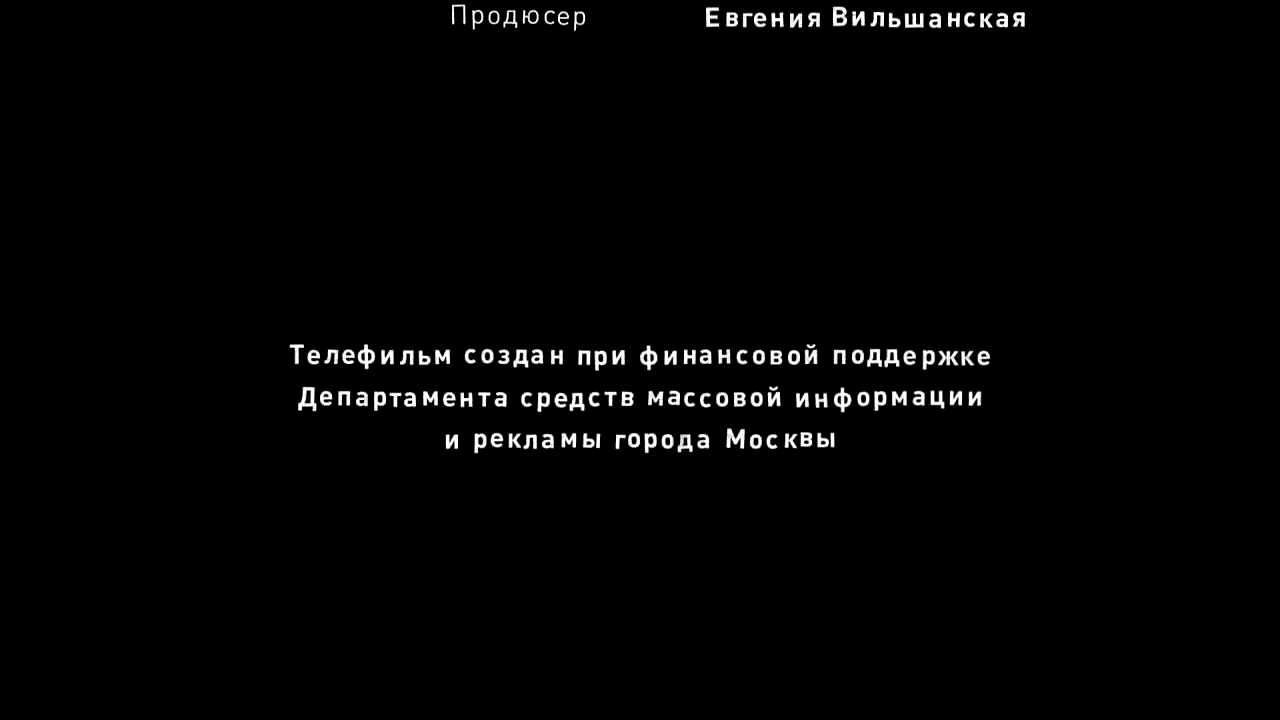 Продюсер Евгения Вильшанская
Телефильм создан при финансовой поддержке
Департамента средств массовой информации
и рекламы города Москвы